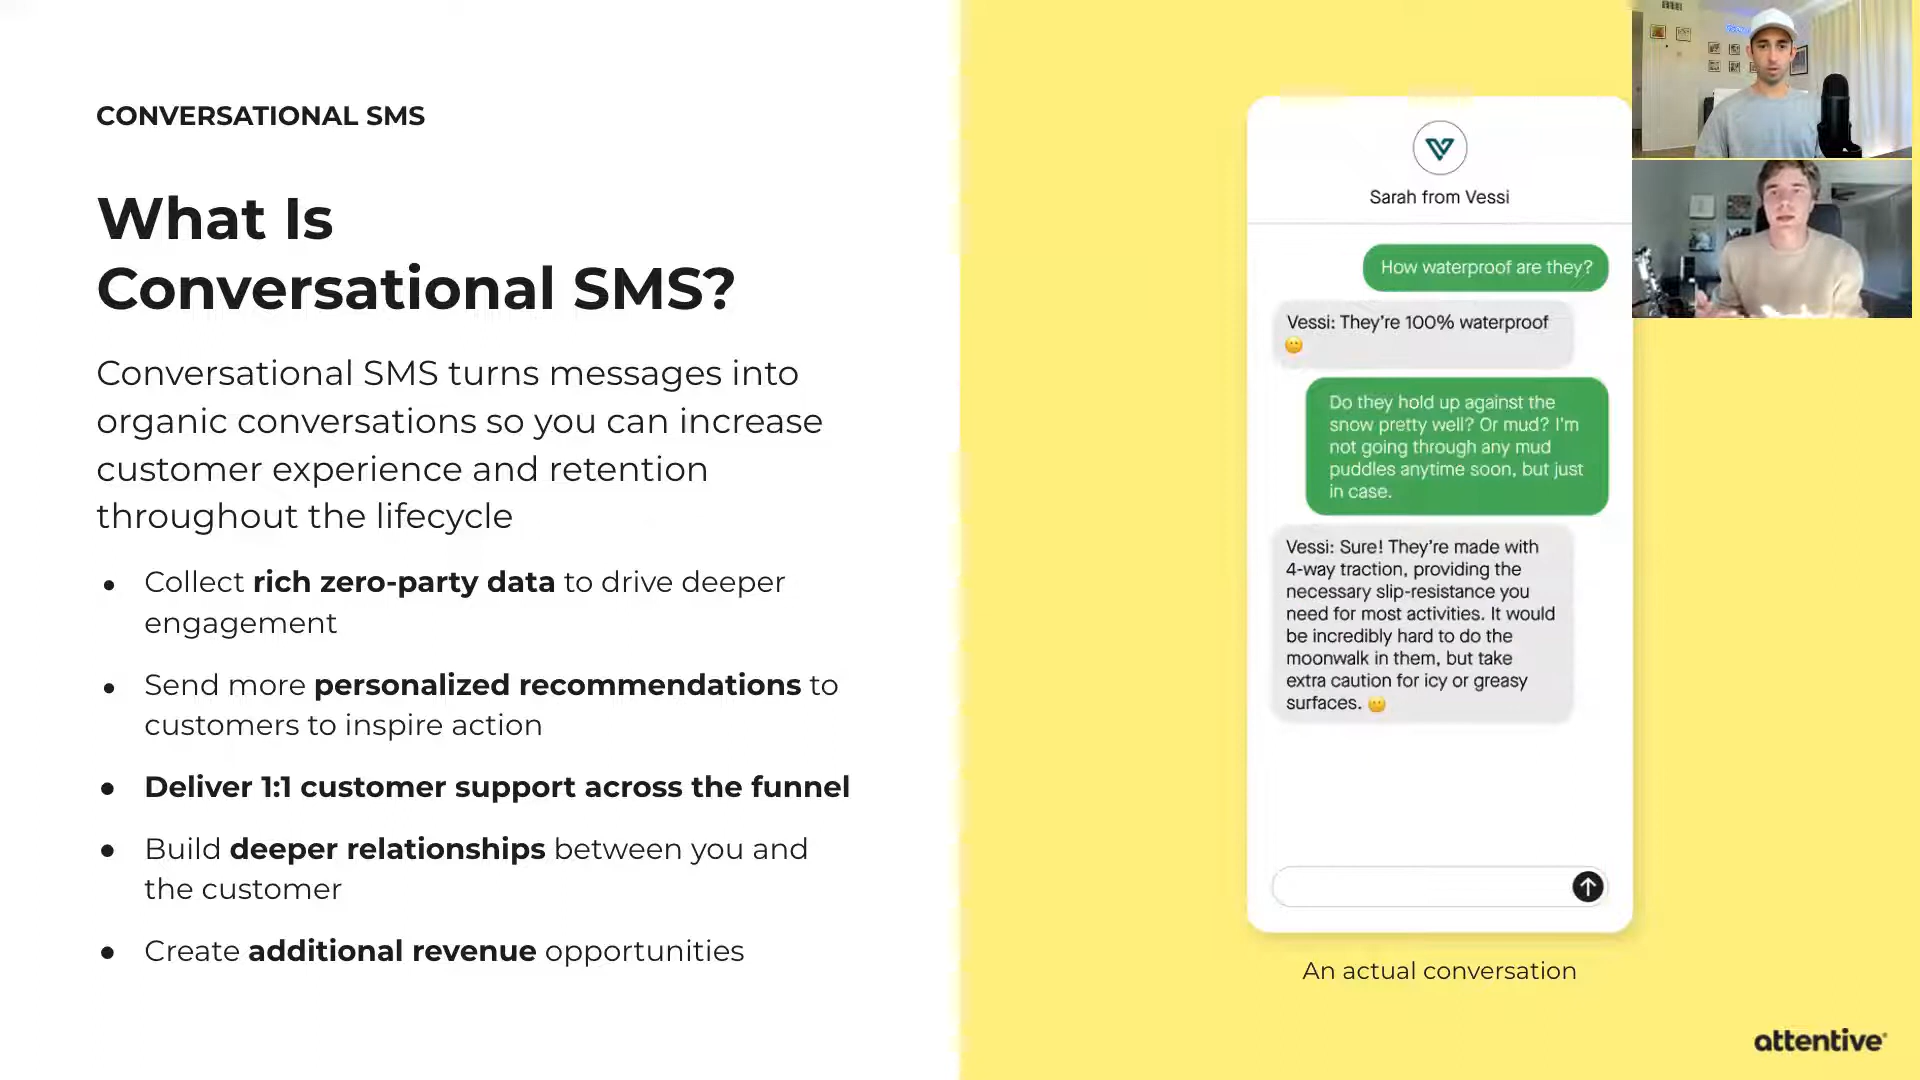 CONVERSATIONAL SMS
What Is
Conversational SMS?
Conversational SMS turns messages into
organic conversations so you can increase
customer experience and retention
throughout the lifecycle
● Collect rich zero-party data to drive deeper
engagement
● Send more personalized recommendations to
customers to inspire action
● Deliver 1:1 customer support across the funnel
● Build deeper relationships between you and
the customer
● Create additional revenue opportunities
Sarah from Vessi
How waterproof are they?
Vessi: They’re 100% waterproof
🙂
Do they hold up against the
snow pretty well? Or mud? I'm
not going through any mud
puddles anytime soon, but just
in case.
Vessi: Sure! They’re made with
4-way traction, providing the
necessary slip-resistance you
need for most activities. It would
be incredibly hard to do the
moonwalk in them, but take
extra caution for icy or greasy
surfaces. 🙂
An actual conversation
attentive